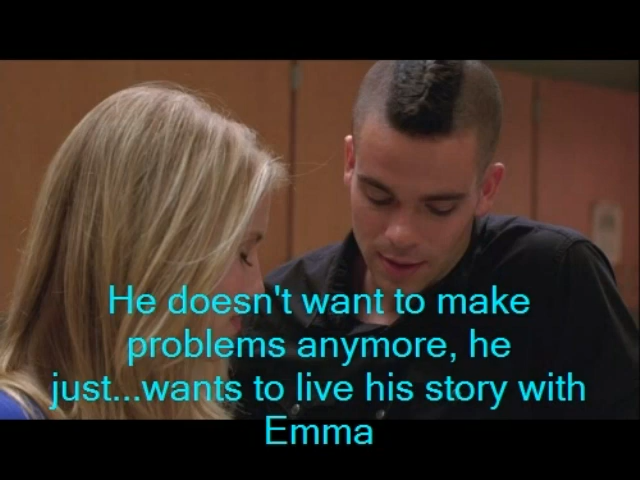 He doesn't want to make
problems anymore, he
just...wants to live his story with
Emma